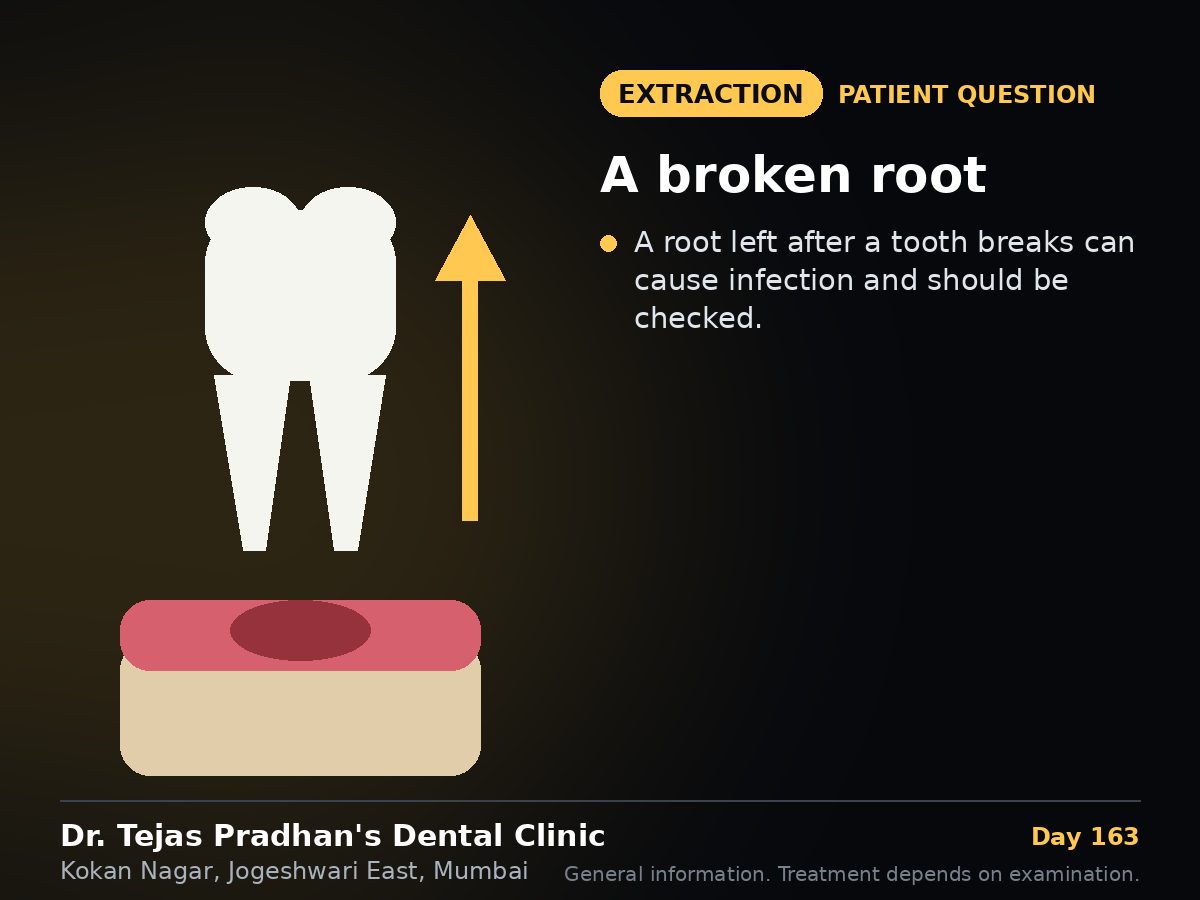 EXTRACTION PATIENT QUESTION
A broken root
A root left after a tooth breaks can
cause infection and should be
checked.
Dr. Tejas Pradhan's Dental Clinic
Day 163
Kokan Nagar, Jogeshwari East, Mumbai
General information. Treatment depends on examination.